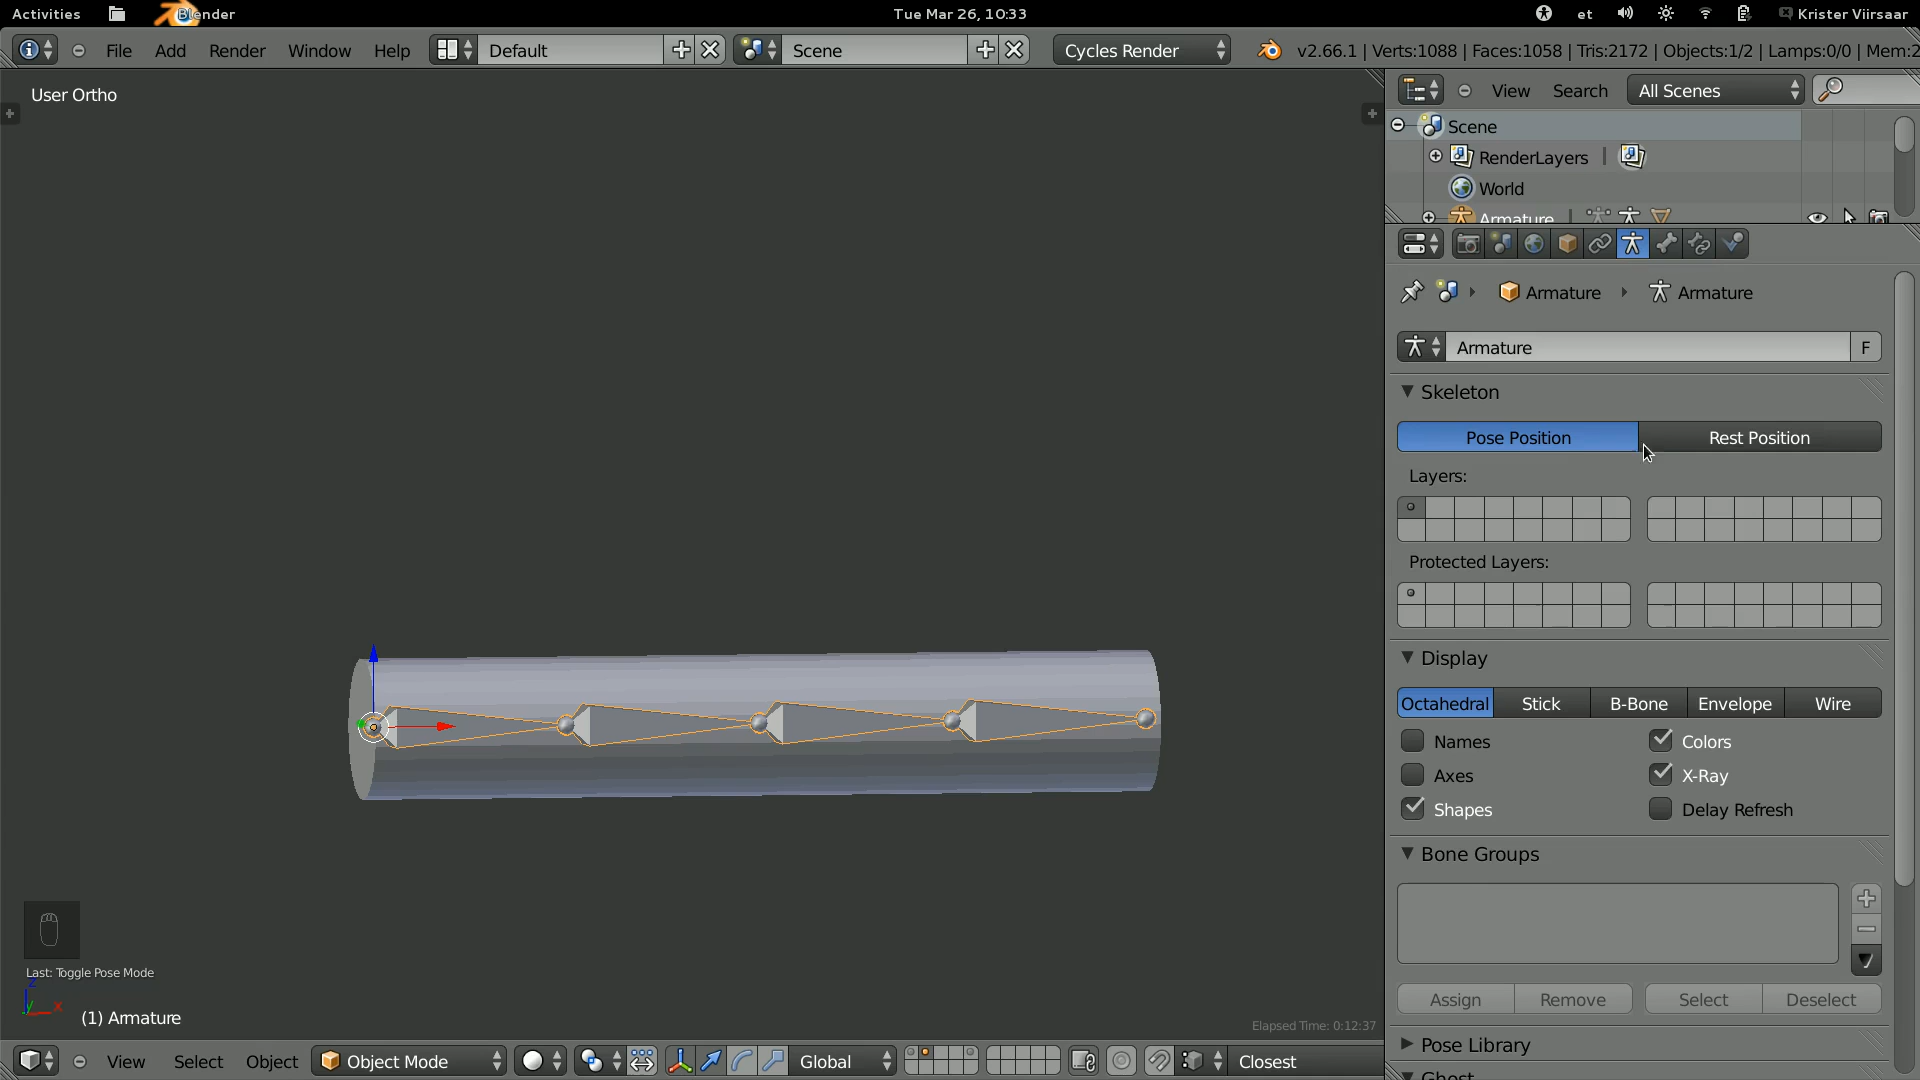 Activities Blender Tue Mar 26, 10:33 et Krister Viirsaar
File Add Render Window Help Default Scene Cycles Render v2.66.1 | Verts:1088 | Faces:1058 | Tris:2172 | Objects:1/2 | Lamps:0/0 | Mem:2
User Ortho
View Search All Scenes
Scene
RenderLayers
World
Armature
Armature Armature
Armature F
Skeleton
Pose Position Rest Position
Layers:
Protected Layers:
Display
Octahedral Stick B-Bone Envelope Wire
Names Colors
Axes X-Ray
Shapes Delay Refresh
Bone Groups
Assign Remove Select Deselect
Pose Library
Ghost
Last: Toggle Pose Mode
z
y x
(1) Armature
Elapsed Time: 0:12:37
View Select Object Object Mode Global Closest